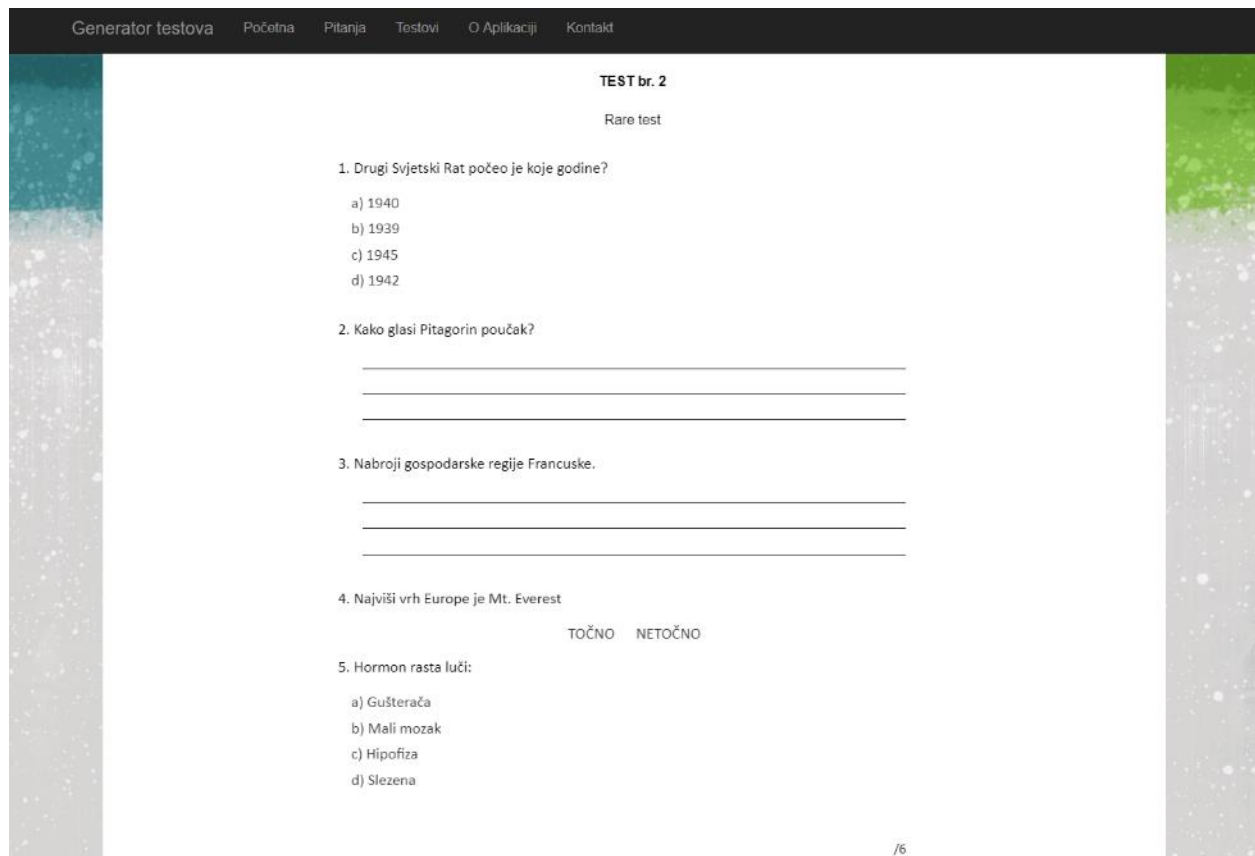 Generator testova Početna Pitanja Testovi O Aplikaciji Kontakt
TEST br. 2
Rare test
1. Drugi Svjetski Rat počeo je koje godine?
a) 1940
b) 1939
c) 1945
d) 1942
2. Kako glasi Pitagorin poučak?
3. Nabroji gospodarske regije Francuske.
4. Najviši vrh Europe je Mt. Everest
TOČNO NETOČNO
5. Hormon rasta luči:
a) Gušterača
b) Mali mozak
c) Hipofiza
d) Slezena
/6